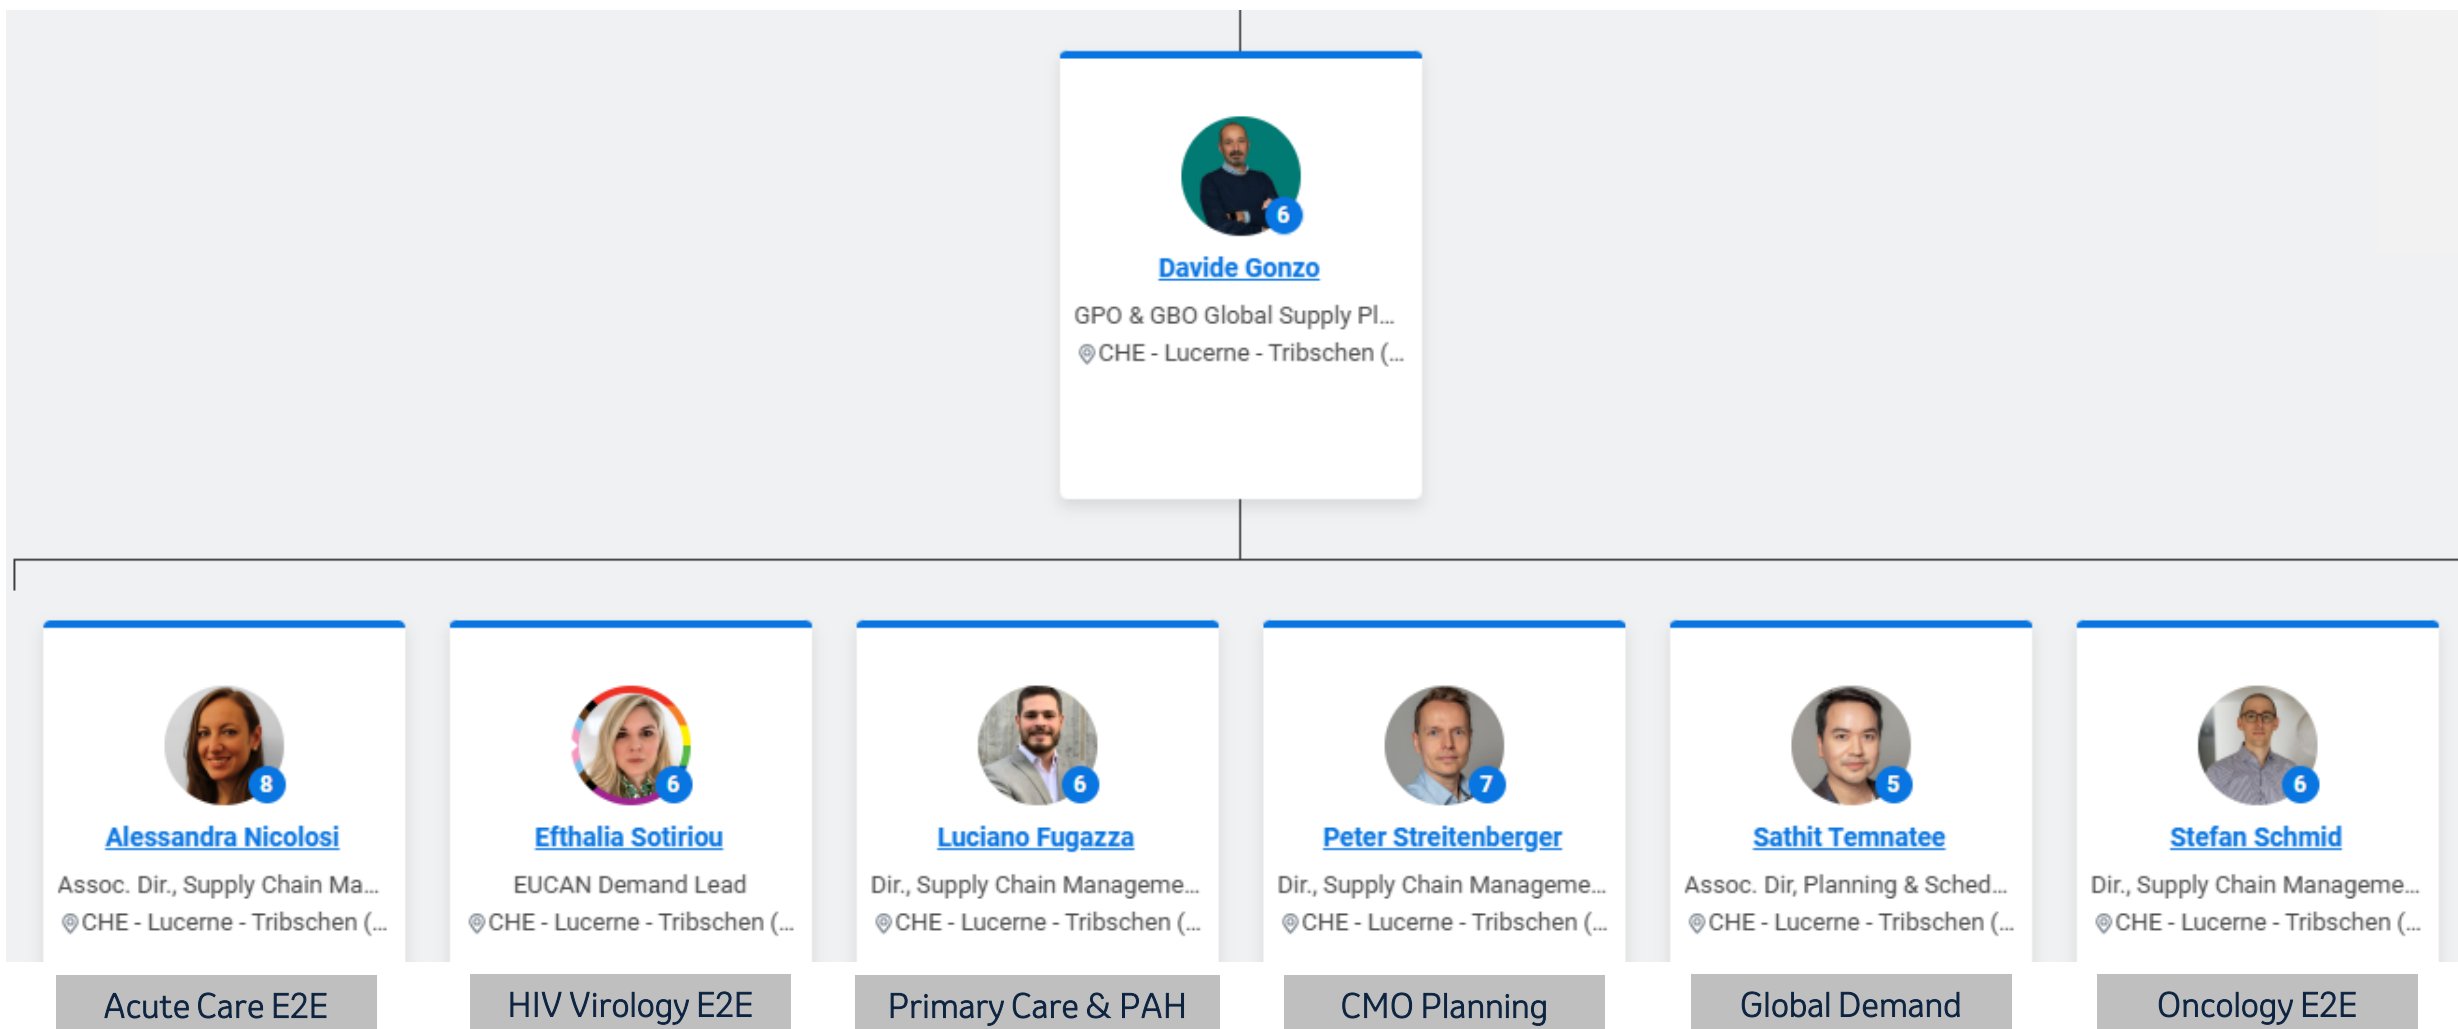 6
Davide Gonzo
GPO & GBO Global Supply Pl...
CHE - Lucerne - Tribschen (...
8
Alessandra Nicolosi
Assoc. Dir., Supply Chain Ma...
CHE - Lucerne - Tribschen (...
Acute Care E2E
6
Efthalia Sotiriou
EUCAN Demand Lead
CHE - Lucerne - Tribschen (...
HIV Virology E2E
6
Luciano Fugazza
Dir., Supply Chain Manageme...
CHE - Lucerne - Tribschen (...
Primary Care & PAH
7
Peter Streitenberger
Dir., Supply Chain Manageme...
CHE - Lucerne - Tribschen (...
CMO Planning
5
Sathit Temnatee
Assoc. Dir, Planning & Sched...
CHE - Lucerne - Tribschen (...
Global Demand
6
Stefan Schmid
Dir., Supply Chain Manageme...
CHE - Lucerne - Tribschen (...
Oncology E2E